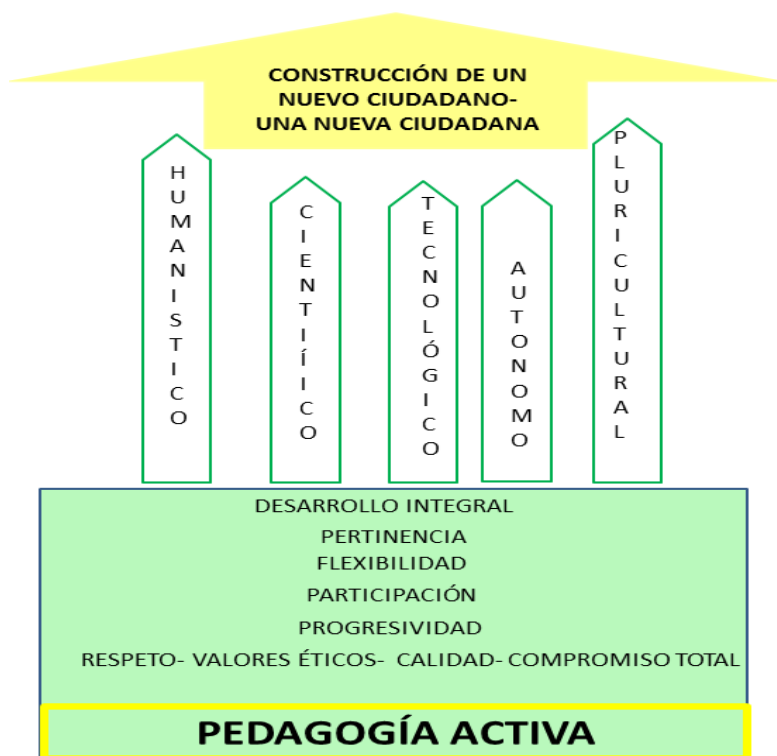 CONSTRUCCIÓN DE UN
NUEVO CIUDADANO-
UNA NUEVA CIUDADANA
HUMANISTICO
CIENTIíICO
TECNOLÓGICO
AUTONOMO
PLURICULTURAL
DESARROLLO INTEGRAL
PERTINENCIA
FLEXIBILIDAD
PARTICIPACIÓN
PROGRESIVIDAD
RESPETO- VALORES ÉTICOS- CALIDAD- COMPROMISO TOTAL
PEDAGOGÍA ACTIVA